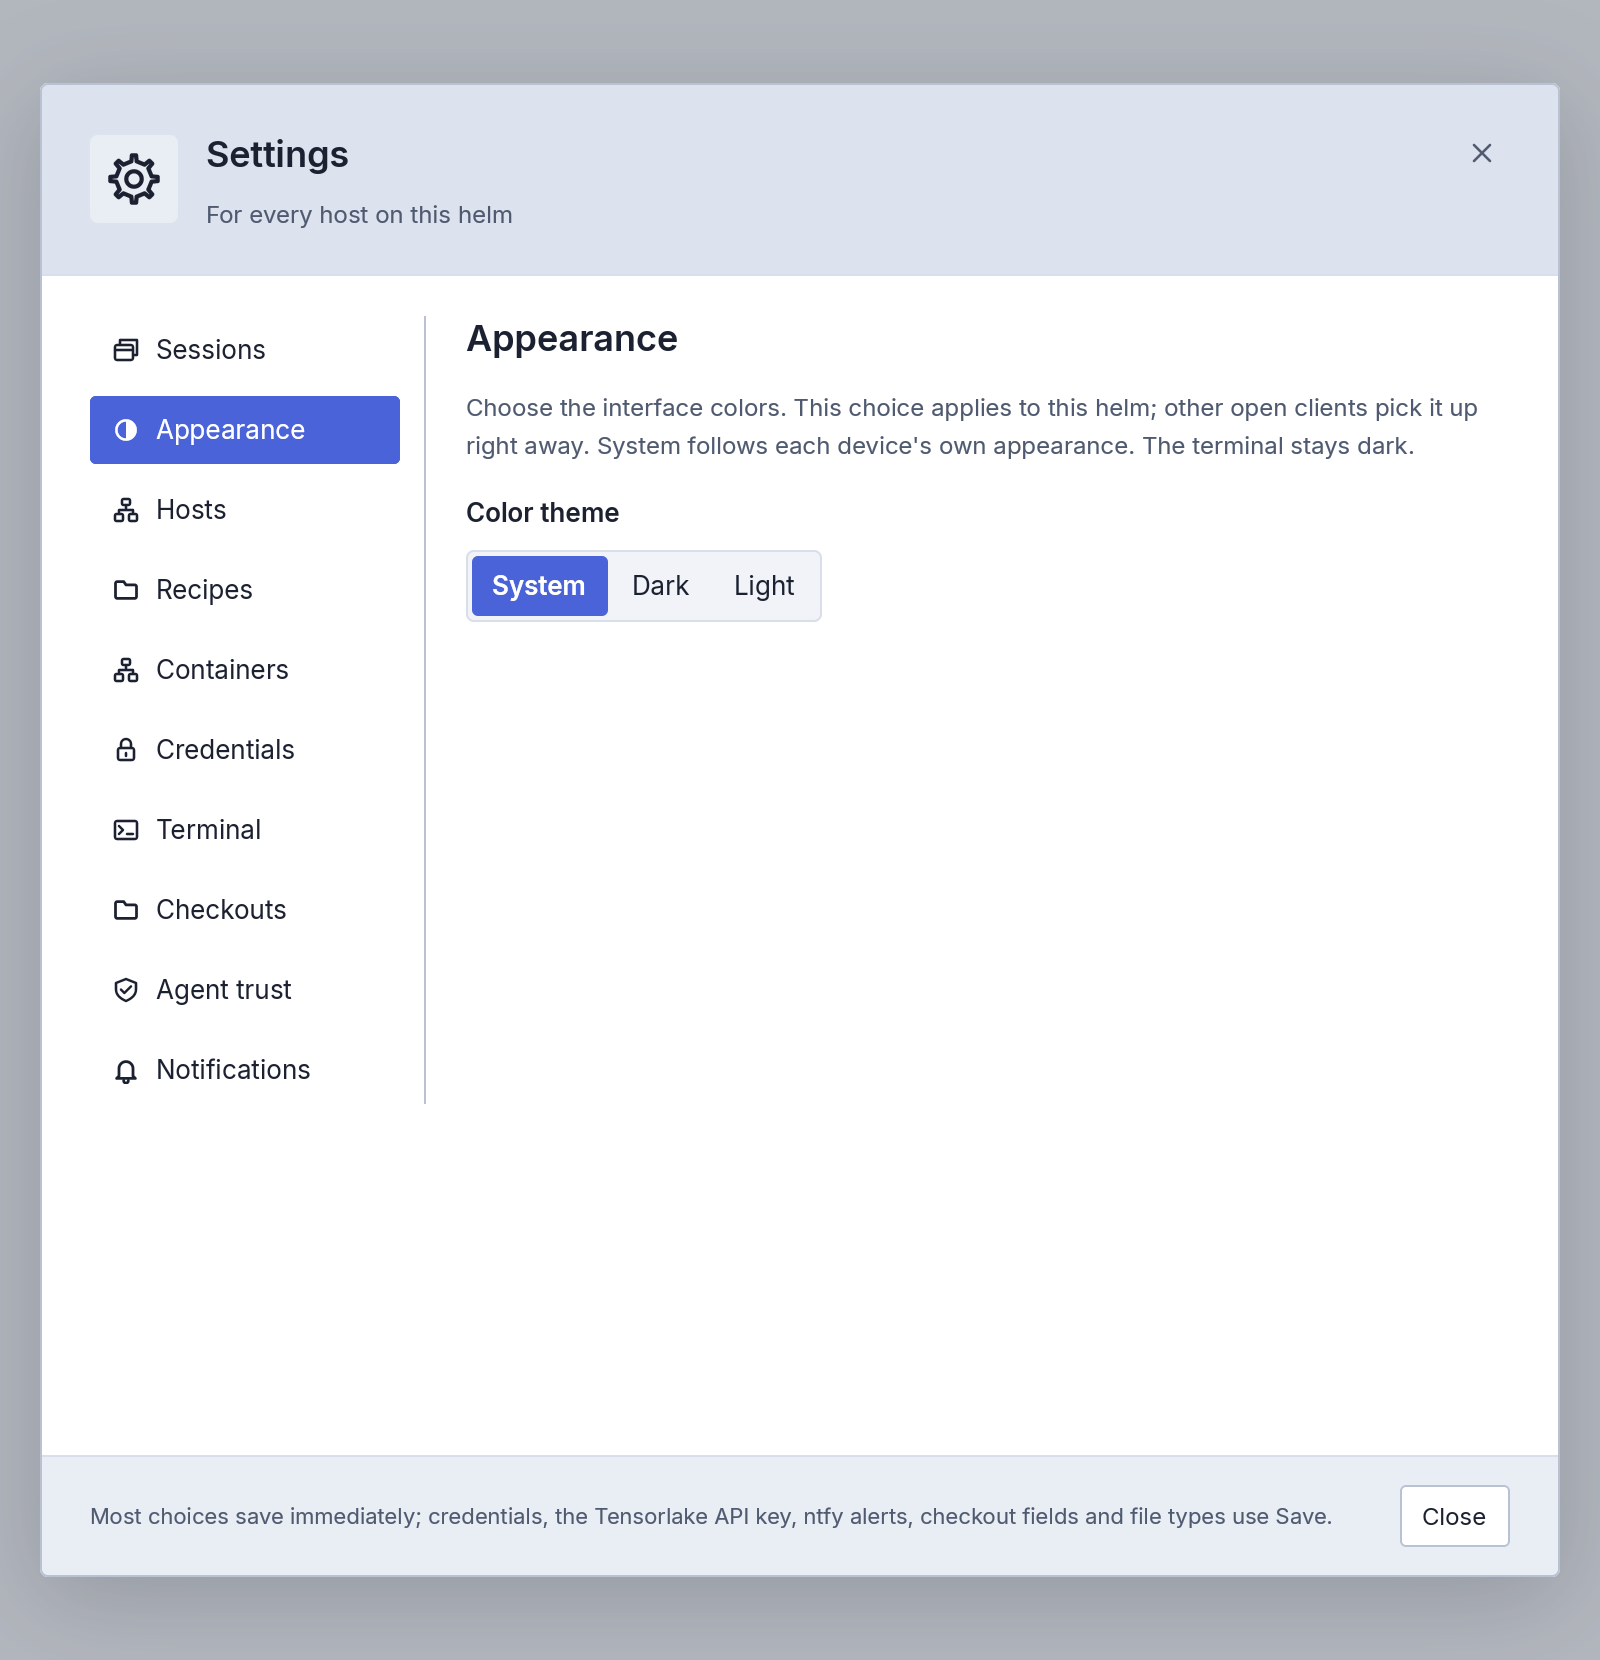 Settings
For every host on this helm
Sessions
Appearance
Hosts
Recipes
Containers
Credentials
Terminal
Checkouts
Agent trust
Notifications
Appearance
Choose the interface colors. This choice applies to this helm; other open clients pick it up
right away. System follows each device's own appearance. The terminal stays dark.
Color theme
System Dark Light
Most choices save immediately; credentials, the Tensorlake API key, ntfy alerts, checkout fields and file types use Save.
Close